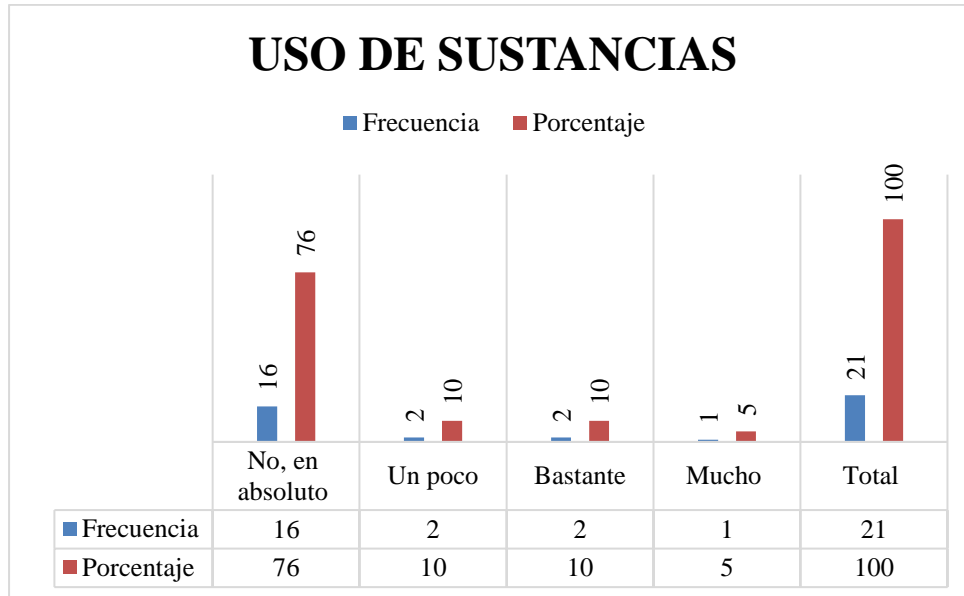 USO DE SUSTANCIAS
Frecuencia Porcentaje
16 76 2 10 2 10 1 5 21 100
No, en absoluto Un poco Bastante Mucho Total
Frecuencia 16 2 2 1 21
Porcentaje 76 10 10 5 100